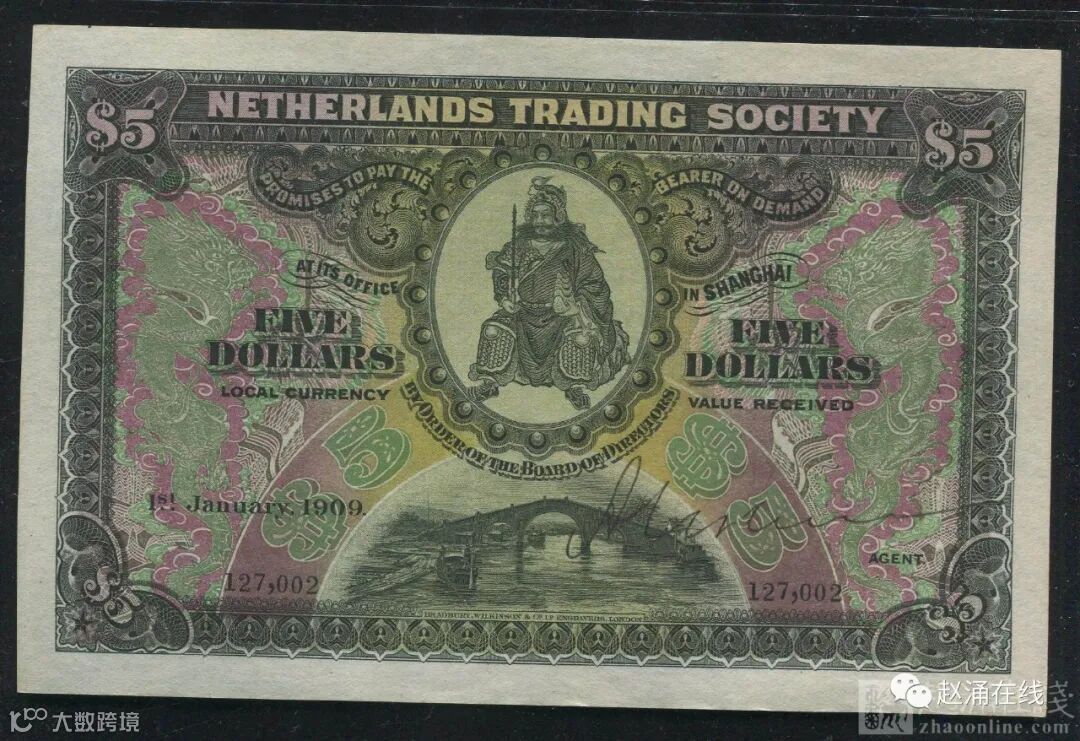 $5 NETHERLANDS TRADING SOCIETY $5
PROMISES TO PAY THE BEARER ON DEMAND
AT ITS OFFICE IN SHANGHAI
FIVE DOLLARS FIVE DOLLARS
LOCAL CURRENCY VALUE RECEIVED
BY ORDER OF THE BOARD OF DIRECTORS
5 $ $ 5
1st. January, 1909.
AGENT
127,002 127,002
$5 $5
BRADBURY, WILKINSON & Co. Ld. ENGRAVERS, LONDON
大数跨境
赵涌在线
zhaoonline.com